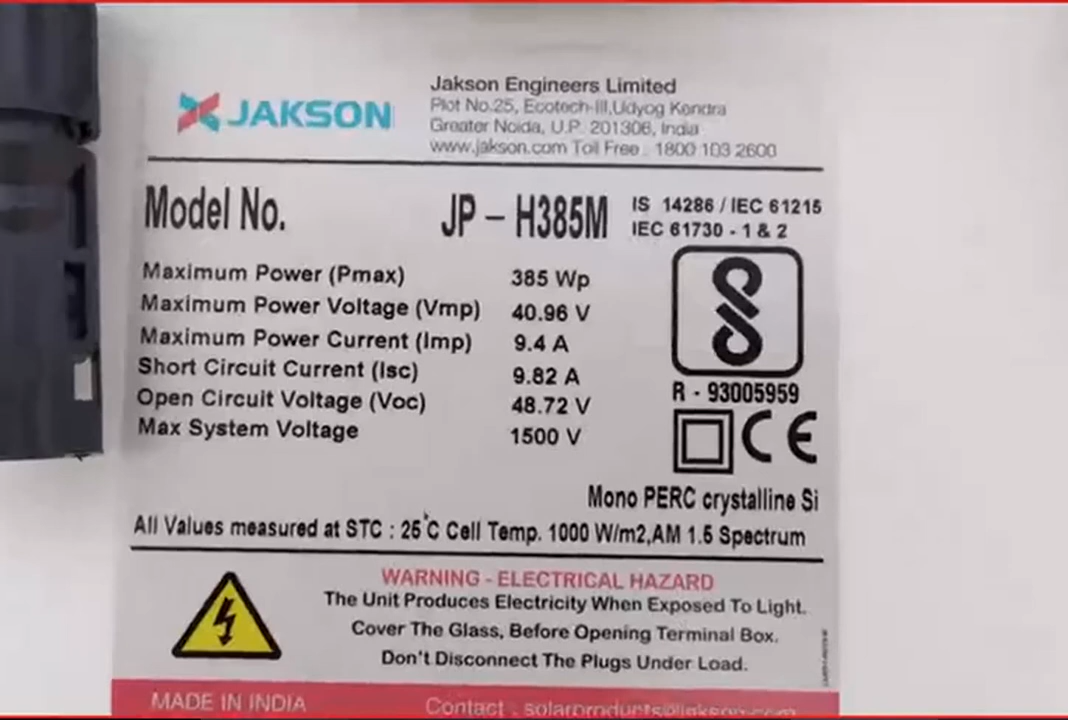 JAKSON
Jakson Engineers Limited
Plot No.25, Ecotech-III,Udyog Kendra
Greater Noida, U.P. 201306, India
www.jakson.com Toll Free : 1800 103 2600
Model No. JP - H385M
IS 14286 / IEC 61215
IEC 61730 - 1 & 2
Maximum Power (Pmax) 385 Wp
Maximum Power Voltage (Vmp) 40.96 V
Maximum Power Current (Imp) 9.4 A
Short Circuit Current (Isc) 9.82 A
Open Circuit Voltage (Voc) 48.72 V
Max System Voltage 1500 V
R - 93005959
CE
Mono PERC crystalline Si
All Values measured at STC : 25°C Cell Temp. 1000 W/m2,AM 1.5 Spectrum
WARNING - ELECTRICAL HAZARD
The Unit Produces Electricity When Exposed To Light.
Cover The Glass, Before Opening Terminal Box.
Don't Disconnect The Plugs Under Load.
MADE IN INDIA
Contact : solarproducts@jakson.com